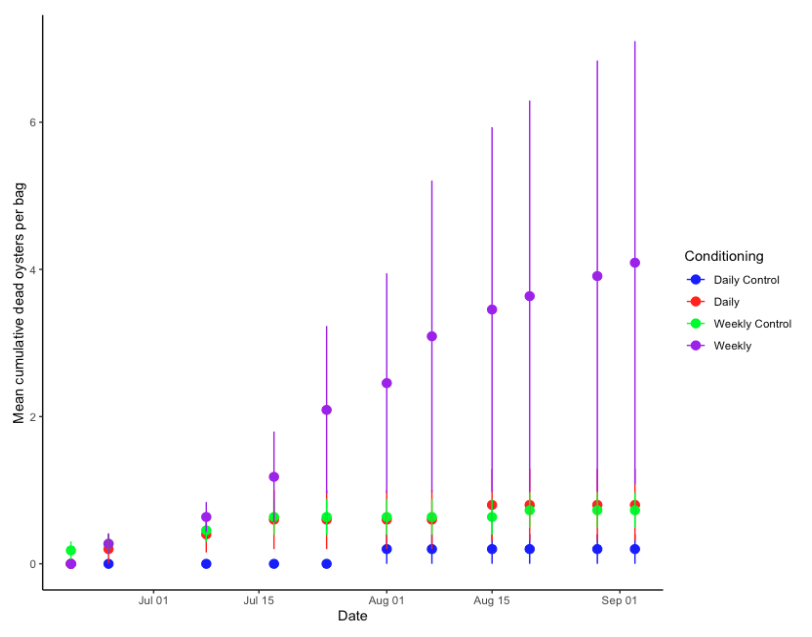 Mean cumulative dead oysters per bag
6
4
2
0
Jul 01
Jul 15
Aug 01
Aug 15
Sep 01
Date
Conditioning
Daily Control
Daily
Weekly Control
Weekly